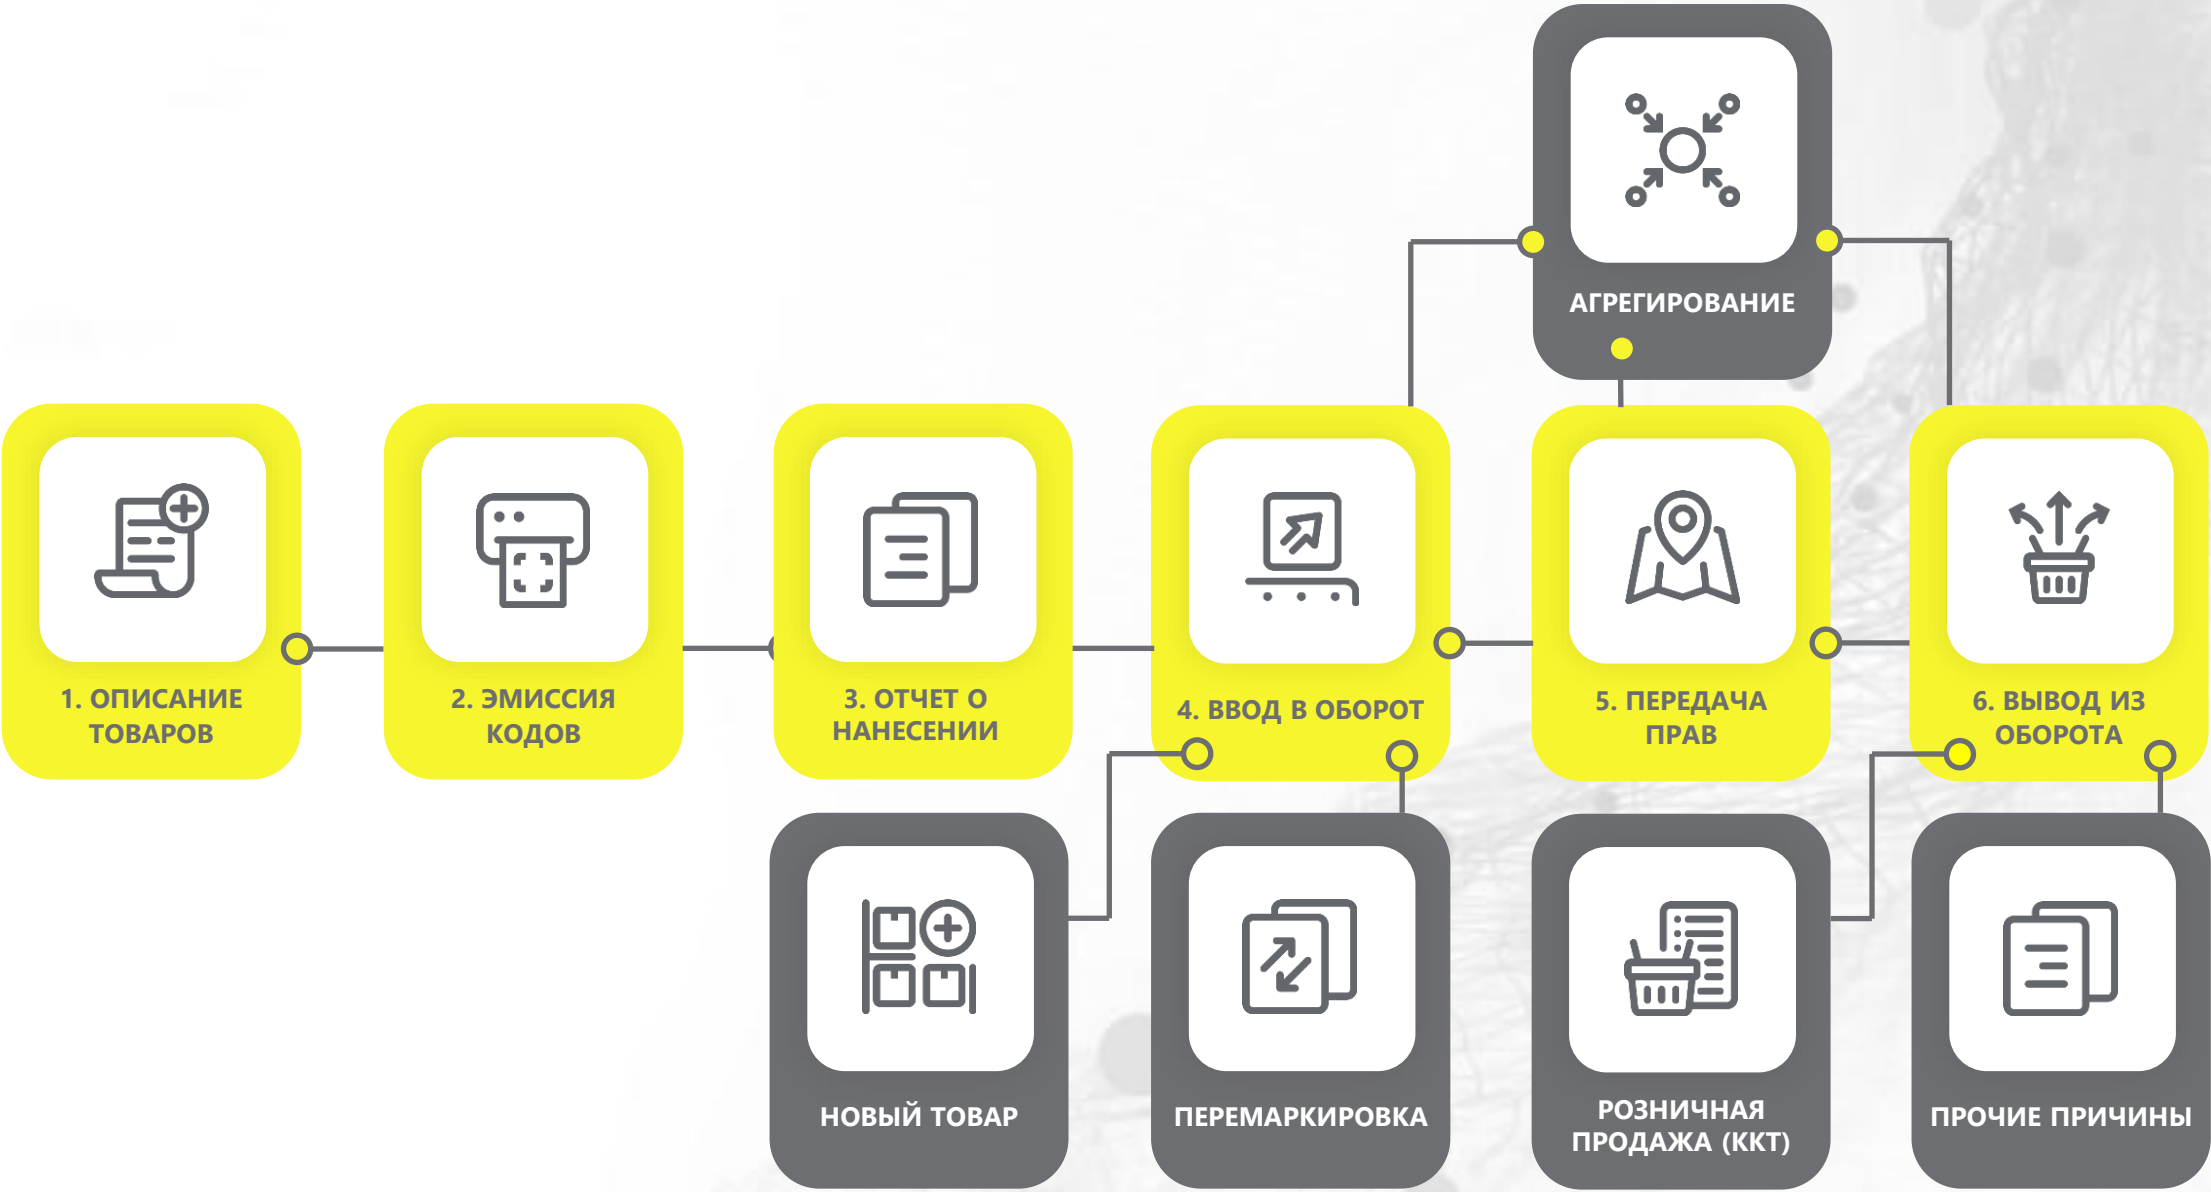 АГРЕГИРОВАНИЕ
1. ОПИСАНИЕ
ТОВАРОВ
2. ЭМИССИЯ
КОДОВ
3. ОТЧЕТ О
НАНЕСЕНИИ
4. ВВОД В ОБОРОТ
5. ПЕРЕДАЧА
ПРАВ
6. ВЫВОД ИЗ
ОБОРОТА
НОВЫЙ ТОВАР
ПЕРЕМАРКИРОВКА
РОЗНИЧНАЯ
ПРОДАЖА (ККТ)
ПРОЧИЕ ПРИЧИНЫ